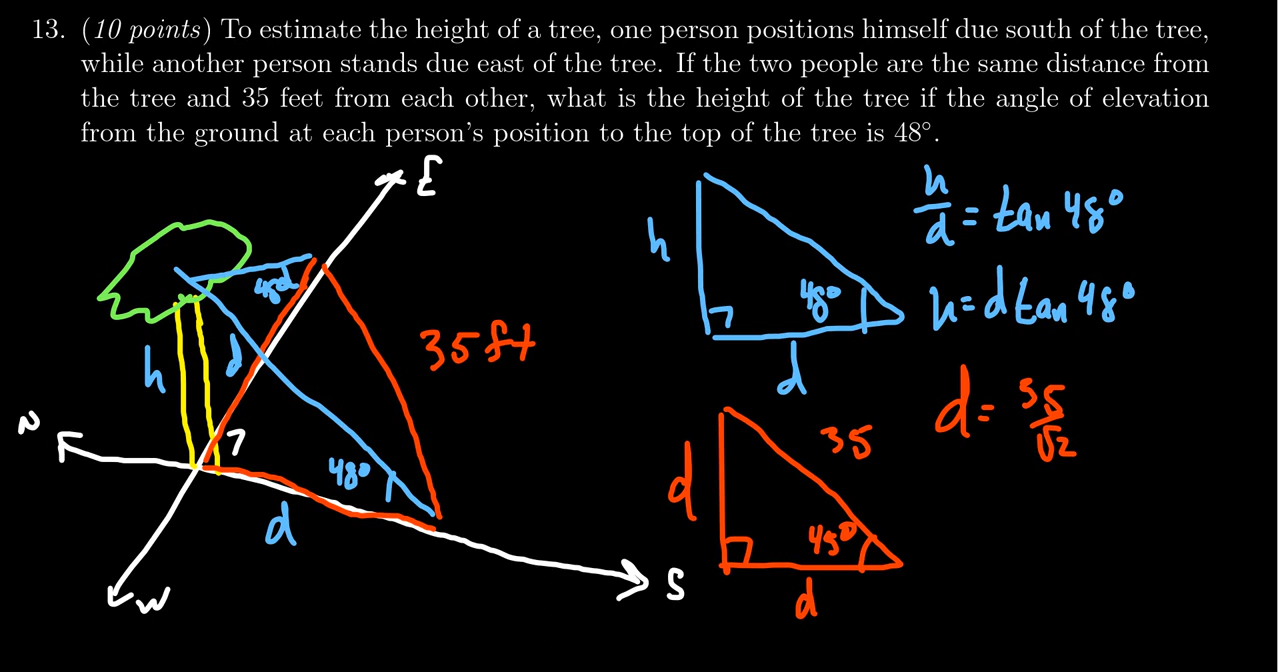 13. (10 points) To estimate the height of a tree, one person positions himself due south of the tree,
while another person stands due east of the tree. If the two people are the same distance from
the tree and 35 feet from each other, what is the height of the tree if the angle of elevation
from the ground at each person's position to the top of the tree is 48°.
E
48°
h
d
35 ft
N
48°
d
W
S
h
48°
d
h/d = tan 48°
h = d tan 48°
d
35
45°
d
d = 35/√2